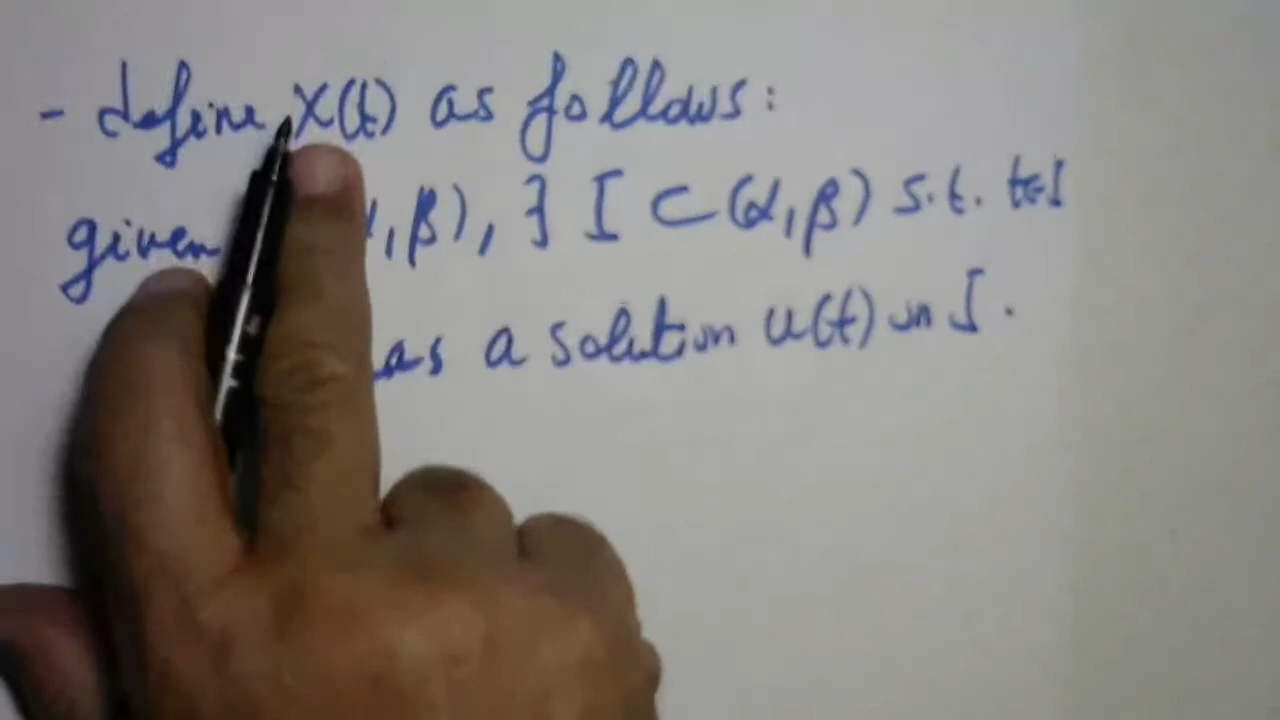 - define X(t) as follows:
given , β), ∃ I ⊂ (α, β) s.t. t∈I
as a solution u(t) on I.